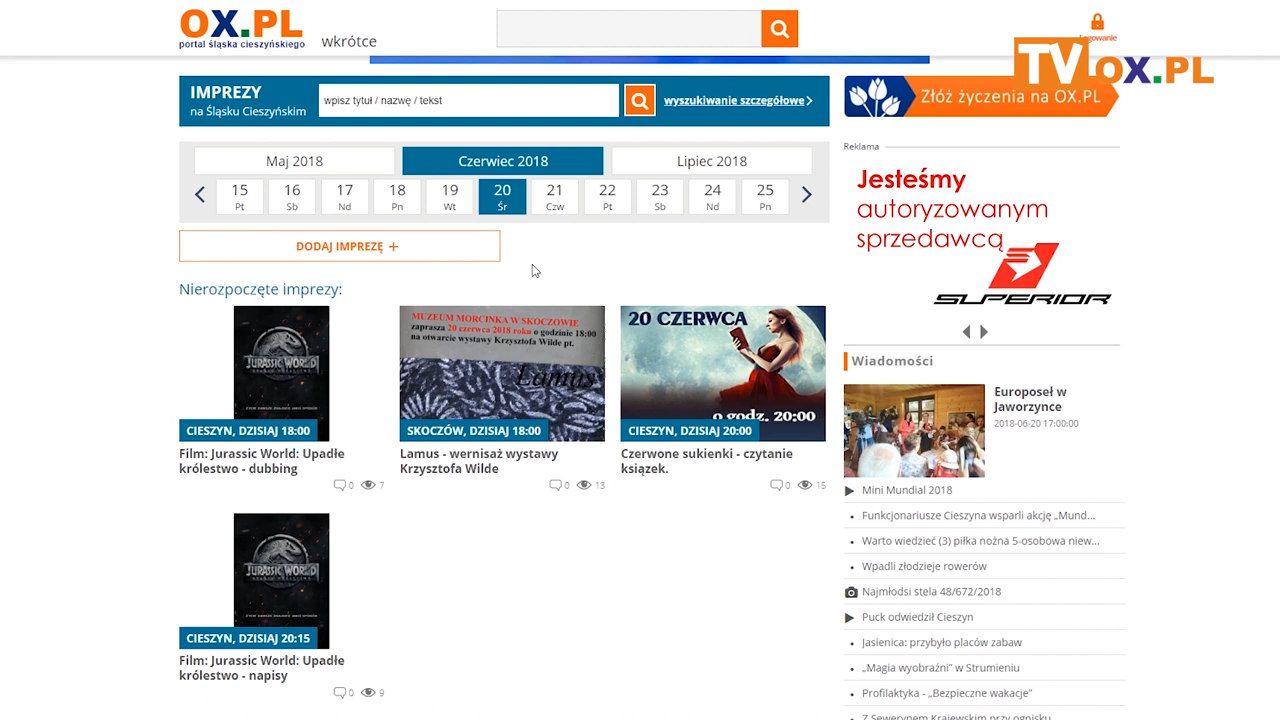 OX.PL
portal śląska cieszyńskiego
wkrótce
Logowanie
TV OX.PL
IMPREZY
na Śląsku Cieszyńskim
wpisz tytuł / nazwę / tekst
wyszukiwanie szczegółowe
Złóż życzenia na OX.PL
Maj 2018
Czerwiec 2018
Lipiec 2018
15 16 17 18 19 20 21 22 23 24 25
Pt Sb Nd Pn Wt Śr Czw Pt Sb Nd Pn
DODAJ IMPREZĘ +
Nierozpoczęte imprezy:
JURASSIC WORLD
CIESZYN, DZISIAJ 18:00
Film: Jurassic World: Upadłe
królestwo - dubbing
0 7
MUZEUM MORCINKA W SKOCZOWIE
zaprasza 20 czerwca 2018 roku o godzinie 18:00
na otwarcie wystawy Krzysztofa Wilde pt.
Lamus
SKOCZÓW, DZISIAJ 18:00
Lamus - wernisaż wystawy
Krzysztofa Wilde
0 13
20 CZERWCA
o godz. 20:00
CIESZYN, DZISIAJ 20:00
Czerwone sukienki - czytanie
książek.
0 15
JURASSIC WORLD
CIESZYN, DZISIAJ 20:15
Film: Jurassic World: Upadłe
królestwo - napisy
0 9
Reklama
Jesteśmy
autoryzowanym
sprzedawcą
SUPERIOR
Wiadomości
Europoseł w
Jaworzynce
2018-06-20 17:00:00
Mini Mundial 2018
Funkcjonariusze Cieszyna wsparli akcję „Mund...
Warto wiedzieć (3) piłka nożna 5-osobowa niew...
Wpadli złodzieje rowerów
Najmłodsi stela 48/672/2018
Puck odwiedził Cieszyn
Jasienica: przybyło placów zabaw
„Magia wyobraźni” w Strumieniu
Profilaktyka - „Bezpieczne wakacje”
Z Sewerynem Krajewskim przy ognisku